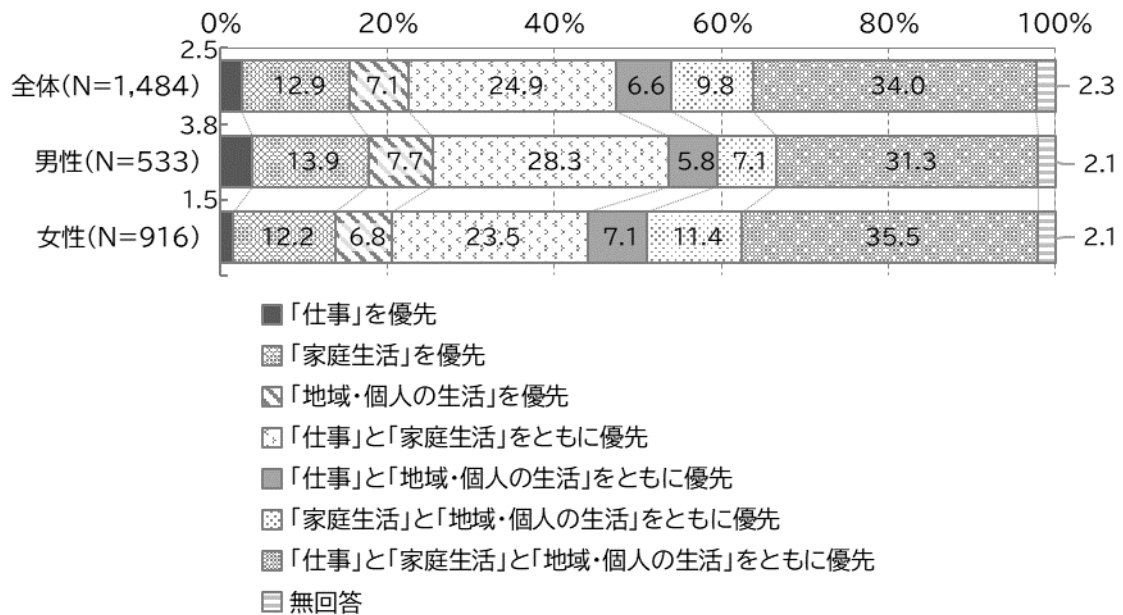 0% 20% 40% 60% 80% 100%
2.5
全体(N=1,484) 12.9 7.1 24.9 6.6 9.8 34.0 2.3
3.8
男性(N=533) 13.9 7.7 28.3 5.8 7.1 31.3 2.1
1.5
女性(N=916) 12.2 6.8 23.5 7.1 11.4 35.5 2.1
「仕事」を優先
「家庭生活」を優先
「地域・個人の生活」を優先
「仕事」と「家庭生活」をともに優先
「仕事」と「地域・個人の生活」をともに優先
「家庭生活」と「地域・個人の生活」をともに優先
「仕事」と「家庭生活」と「地域・個人の生活」をともに優先
無回答